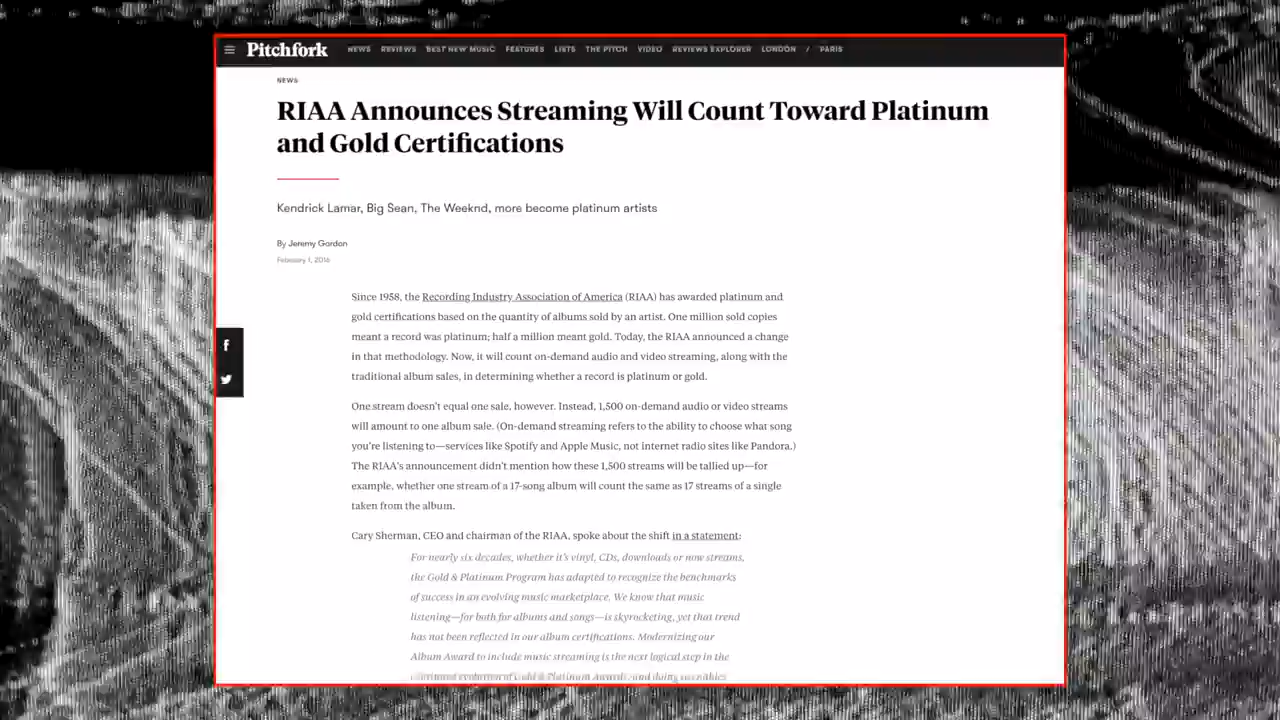 Pitchfork NEWS REVIEWS BEST NEW MUSIC FEATURES LISTS THE PITCH VIDEO REVIEWS EXPLORER LONDON / PARIS
NEWS
RIAA Announces Streaming Will Count Toward Platinum
and Gold Certifications
Kendrick Lamar, Big Sean, The Weeknd, more become platinum artists
By Jeremy Gordon
February 1, 2016
Since 1958, the Recording Industry Association of America (RIAA) has awarded platinum and
gold certifications based on the quantity of albums sold by an artist. One million sold copies
meant a record was platinum; half a million meant gold. Today, the RIAA announced a change
in that methodology. Now, it will count on-demand audio and video streaming, along with the
traditional album sales, in determining whether a record is platinum or gold.
One stream doesn't equal one sale, however. Instead, 1,500 on-demand audio or video streams
will amount to one album sale. (On-demand streaming refers to the ability to choose what song
you're listening to—services like Spotify and Apple Music, not internet radio sites like Pandora.)
The RIAA's announcement didn't mention how these 1,500 streams will be tallied up—for
example, whether one stream of a 17-song album will count the same as 17 streams of a single
taken from the album.
Cary Sherman, CEO and chairman of the RIAA, spoke about the shift in a statement:
For nearly six decades, whether it's vinyl, CDs, downloads or now streams,
the Gold & Platinum Program has adapted to recognize the benchmarks
of success in an evolving music marketplace. We know that music
listening—for both for albums and songs—is skyrocketing, yet that trend
has not been reflected in our album certifications. Modernizing our
Album Award to include music streaming is the next logical step in the
evolution of Gold & Platinum Awards, and doing so